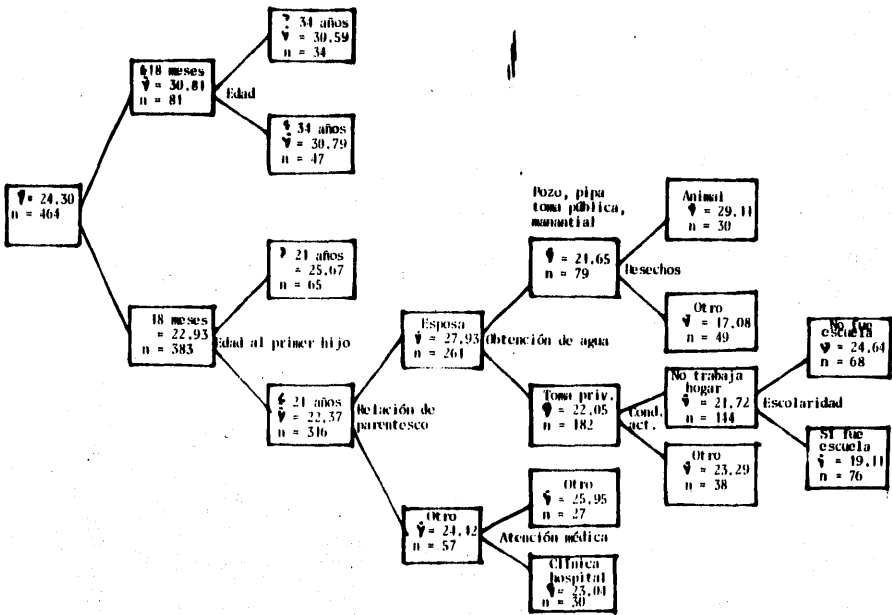 34 años
= 30.59
n = 34
18 meses
= 30.81
n = 81
Edad
34 años
= 30.79
n = 47
= 24.30
n = 464
21 años
= 25.67
n = 65
18 meses
= 22.93
n = 383
Edad al primer hijo
21 años
= 22.37
n = 316
Relación de
parentesco
Esposa
= 27.93
n = 261
Obtención de agua
Pozo, pipa
toma pública,
manantial
= 21.65
n = 79
Desechos
Animal
= 29.11
n = 30
Otro
= 17.08
n = 49
Toma priv.
= 22.05
n = 182
Cond.
act.
No trabaja
hogar
= 21.72
n = 144
Escolaridad
No fue
escuela
= 24.64
n = 68
Sí fue
escuela
= 19.11
n = 76
Otro
= 23.29
n = 38
Otro
= 24.42
n = 57
Atención médica
Otro
= 25.95
n = 27
Clínica
hospital
= 23.04
n = 30